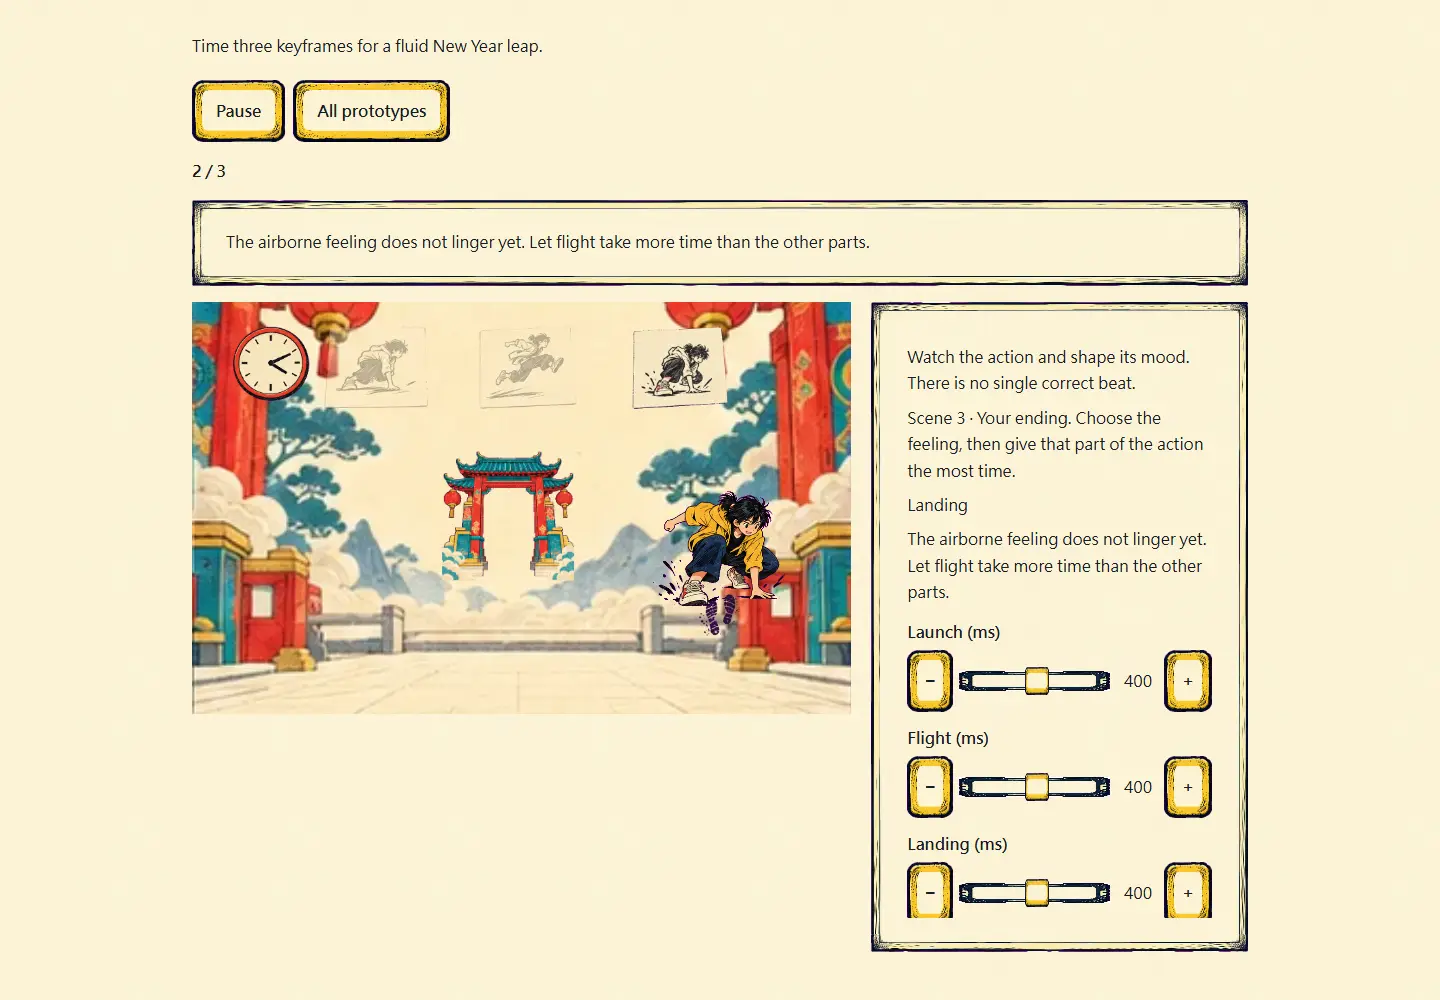 Time three keyframes for a fluid New Year leap.
Pause
All prototypes
2 / 3
The airborne feeling does not linger yet. Let flight take more time than the other parts.
Watch the action and shape its mood.
There is no single correct beat.
Scene 3 · Your ending. Choose the
feeling, then give that part of the action
the most time.
Landing
The airborne feeling does not linger yet.
Let flight take more time than the other
parts.
Launch (ms)
− 400 +
Flight (ms)
− 400 +
Landing (ms)
− 400 +